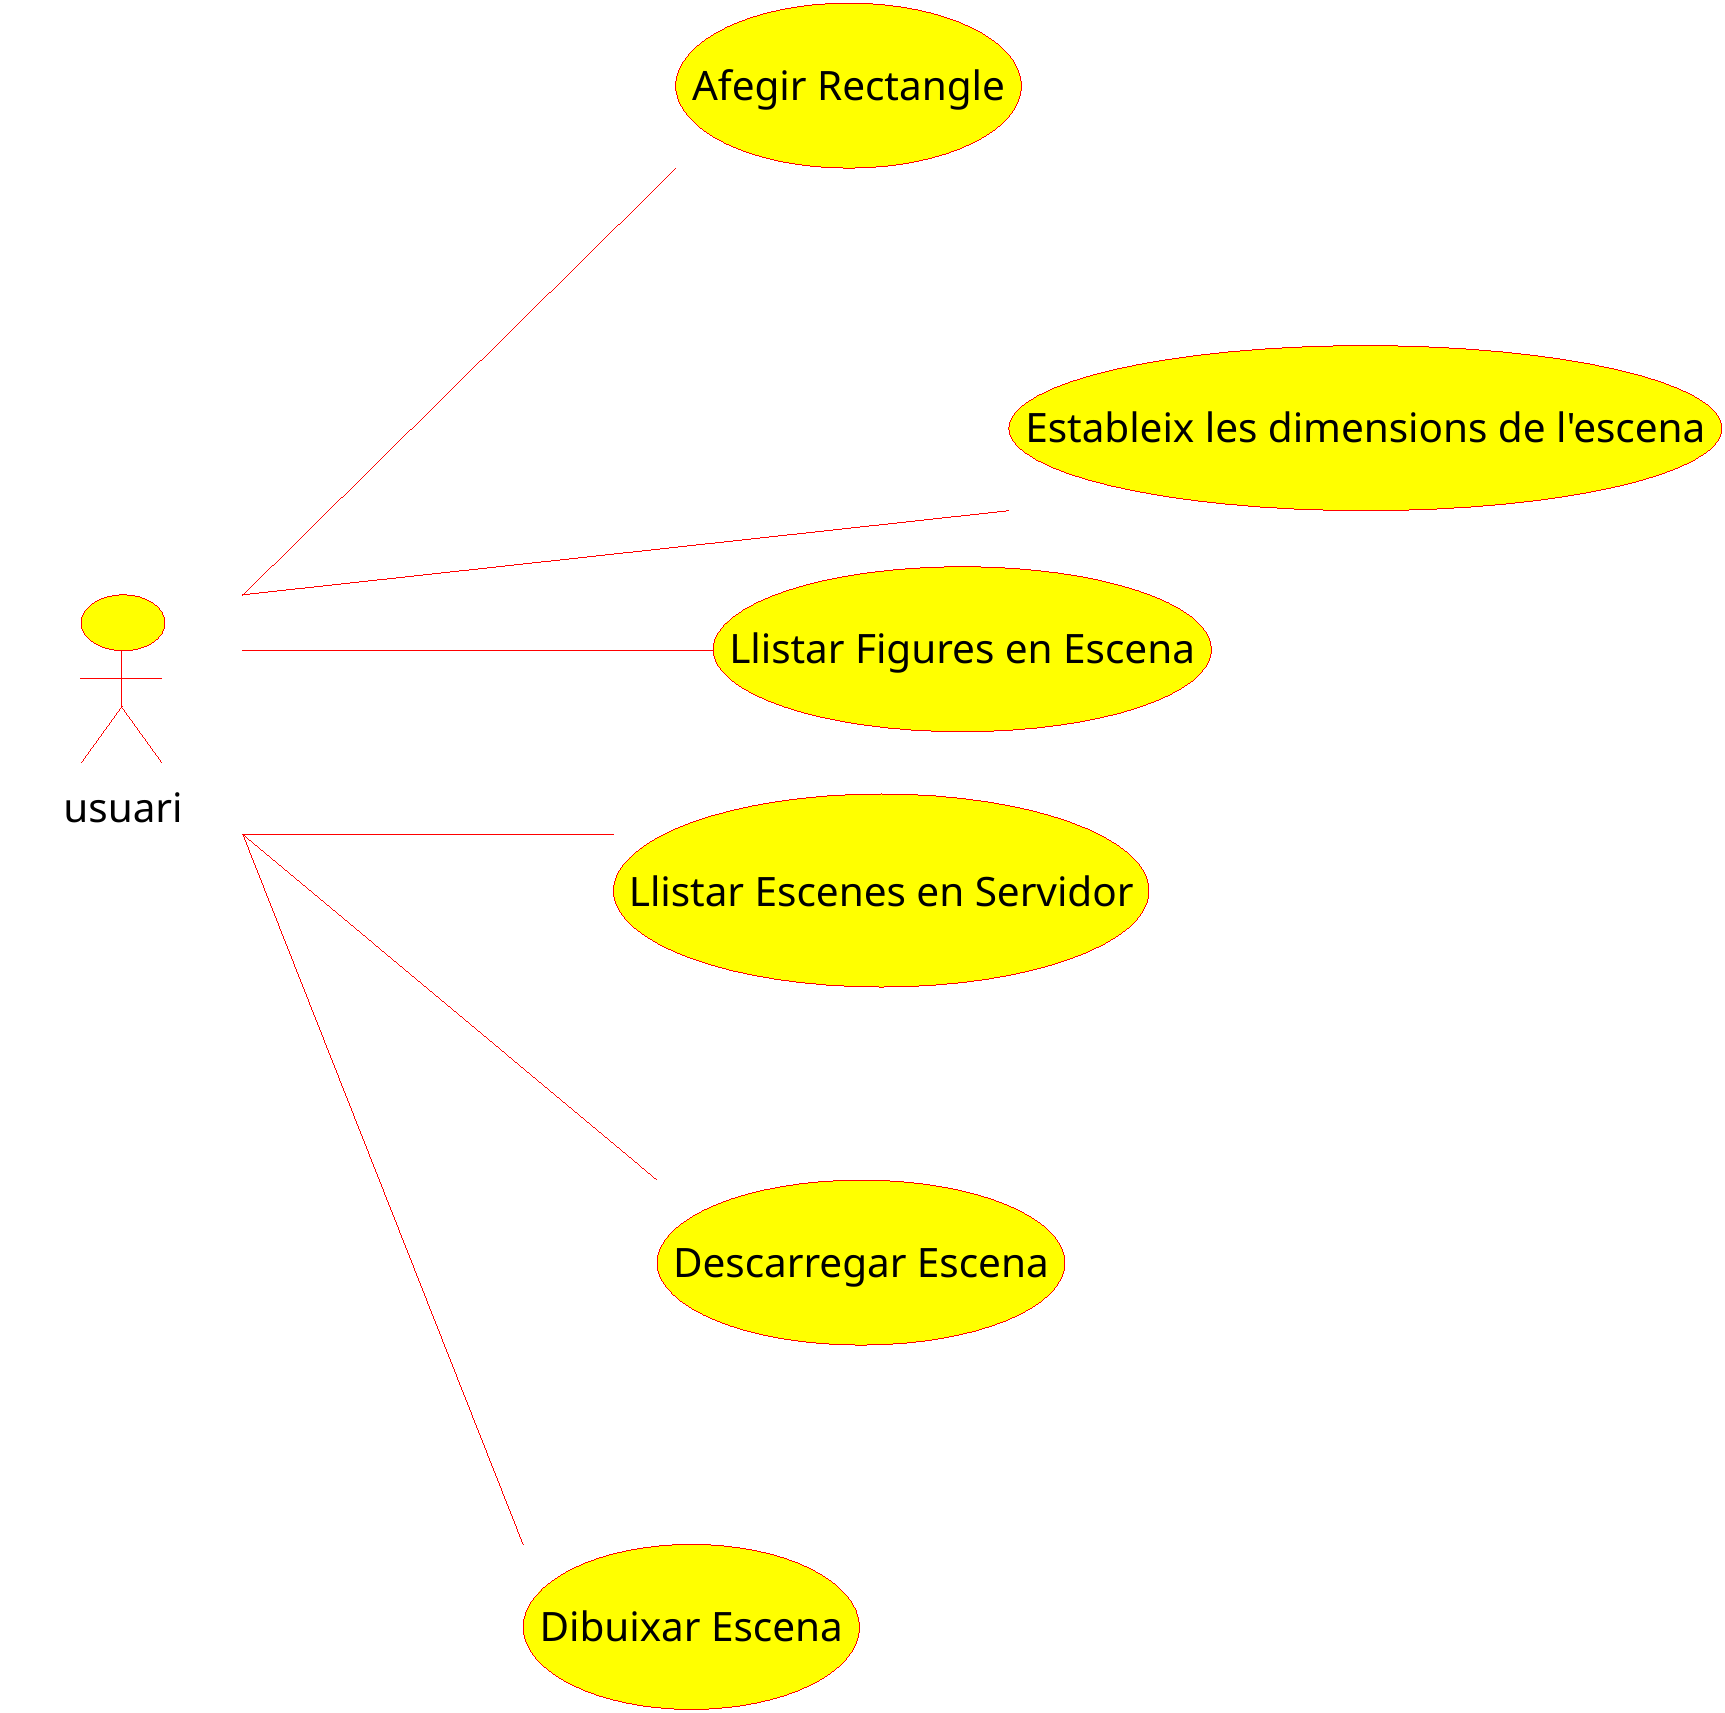 Afegir Rectangle
Estableix les dimensions de l'escena
Llistar Figures en Escena
usuari
Llistar Escenes en Servidor
Descarregar Escena
Dibuixar Escena